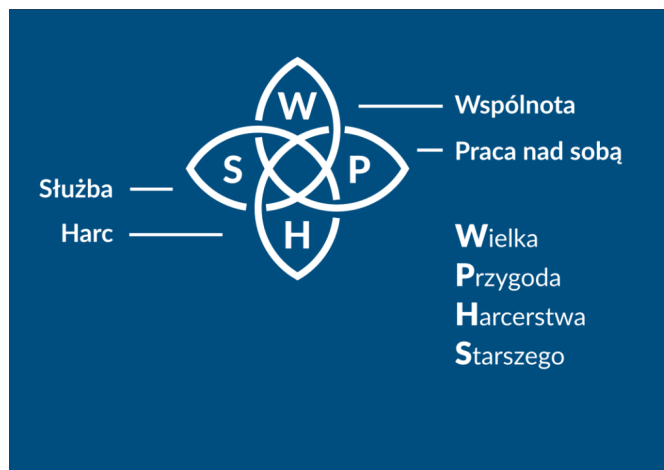 W
Wspólnota
S
P
Praca nad sobą
Służba
H
Harc
Wielka
Przygoda
Harcerstwa
Starszego